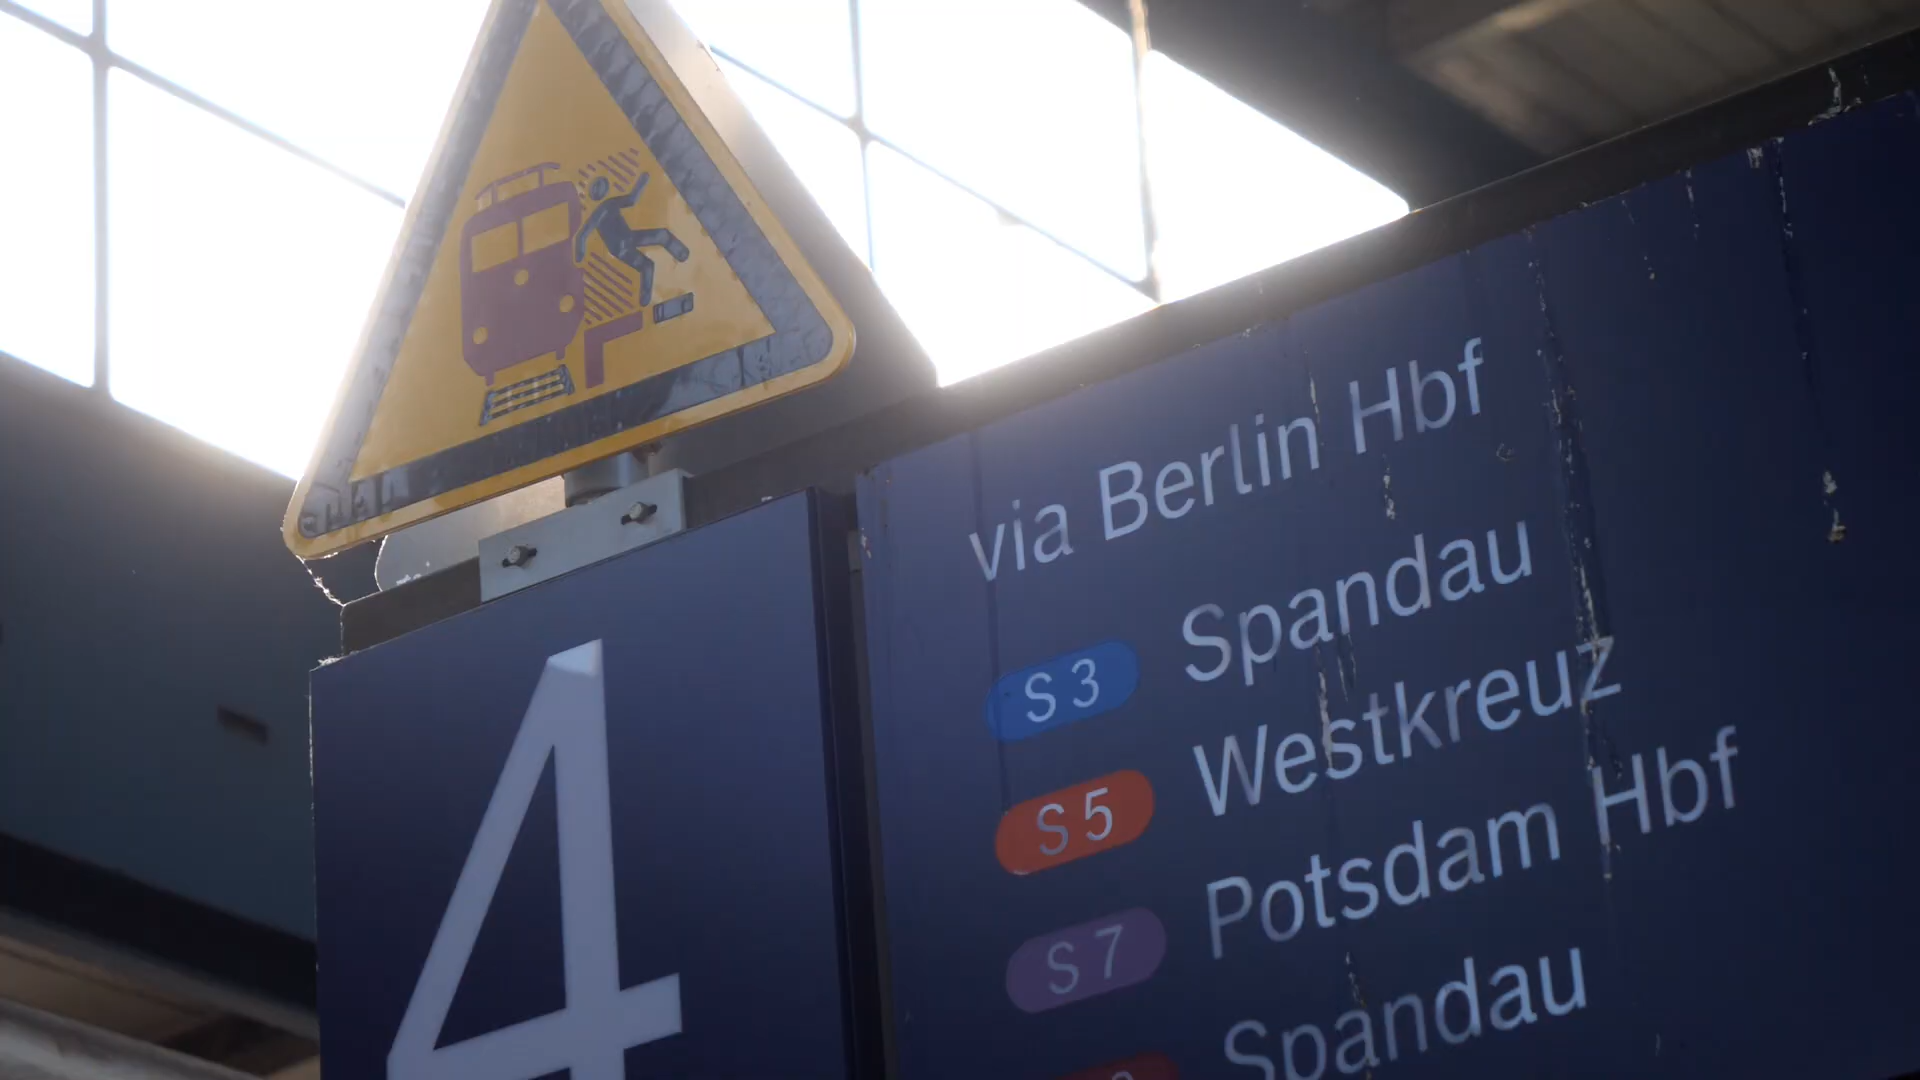 4
via Berlin Hbf
S 3 Spandau
S 5 Westkreuz
S 7 Potsdam Hbf
Spandau